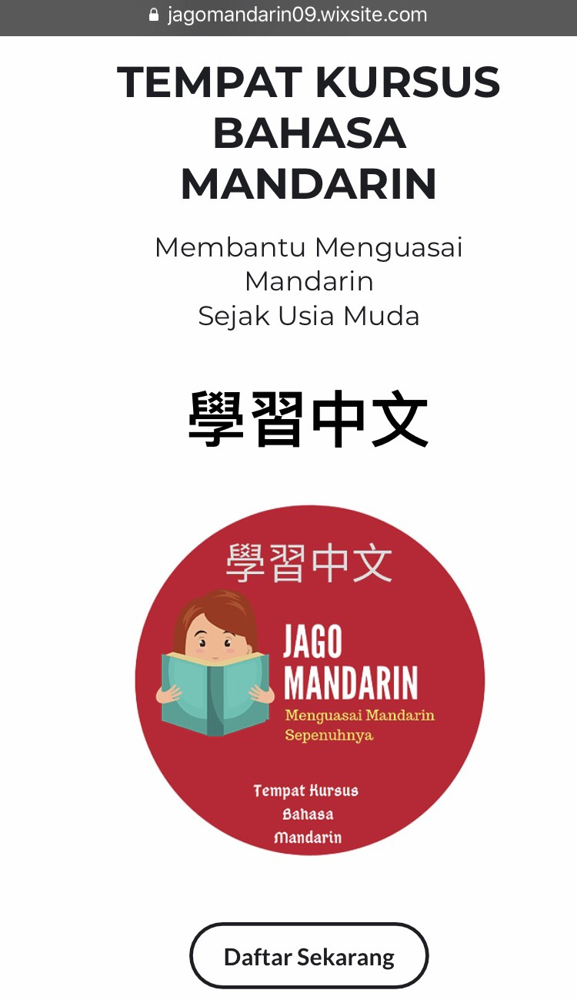 jagomandarin09.wixsite.com
TEMPAT KURSUS
BAHASA
MANDARIN
Membantu Menguasai
Mandarin
Sejak Usia Muda
學習中文
學習中文
JAGO
MANDARIN
Menguasai Mandarin
Sepenuhnya
Tempat Kursus
Bahasa
Mandarin
Daftar Sekarang